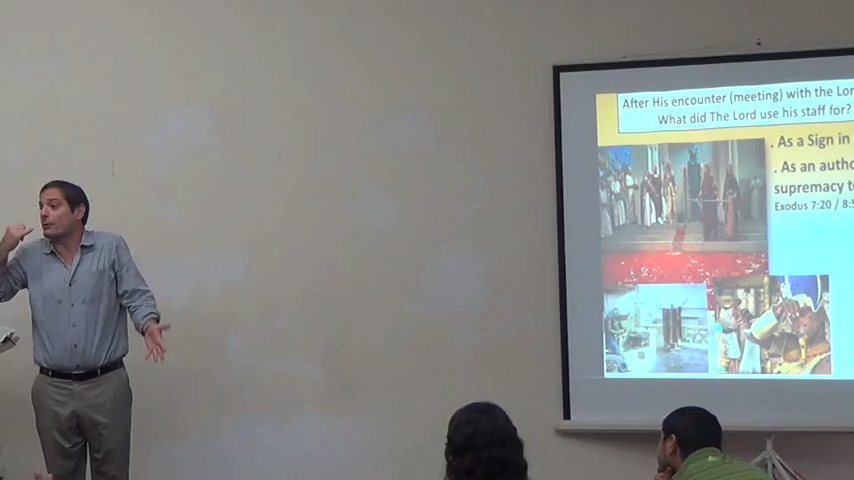 After His encounter (meeting) with the Lor
What did The Lord use his staff for?
. As a Sign in
. As an autho
supremacy t
Exodus 7:20 / 8:5